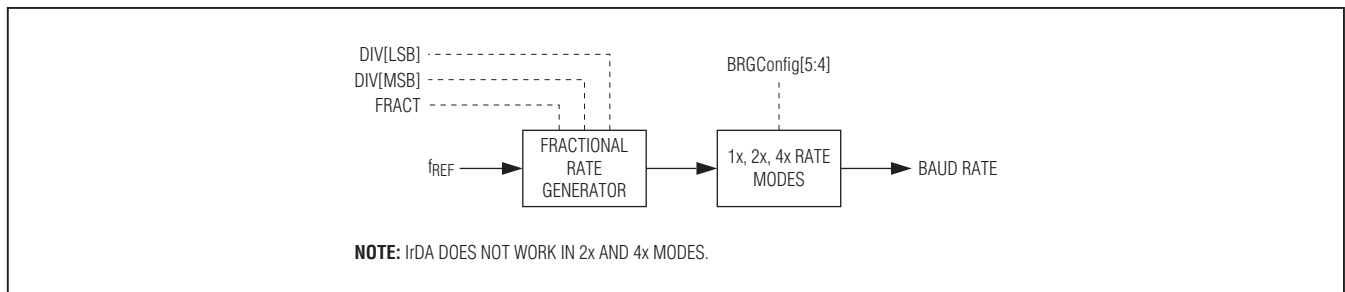 DIV[LSB]
DIV[MSB]
FRACT
BRGConfig[5:4]
fREF
FRACTIONAL
RATE
GENERATOR
1x, 2x, 4x RATE
MODES
BAUD RATE
NOTE: IrDA DOES NOT WORK IN 2x AND 4x MODES.